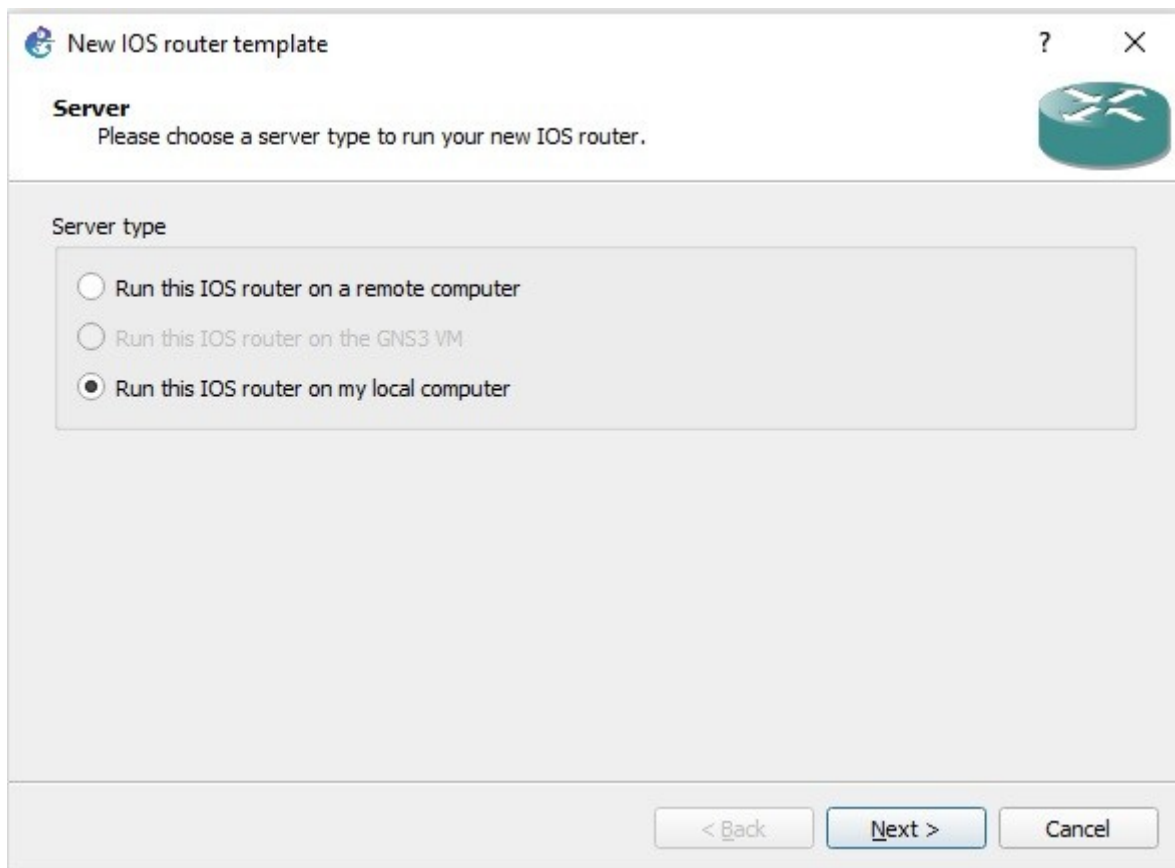 New IOS router template
?
Server
Please choose a server type to run your new IOS router.
Server type
Run this IOS router on a remote computer
Run this IOS router on the GNS3 VM
Run this IOS router on my local computer
< Back
Next >
Cancel